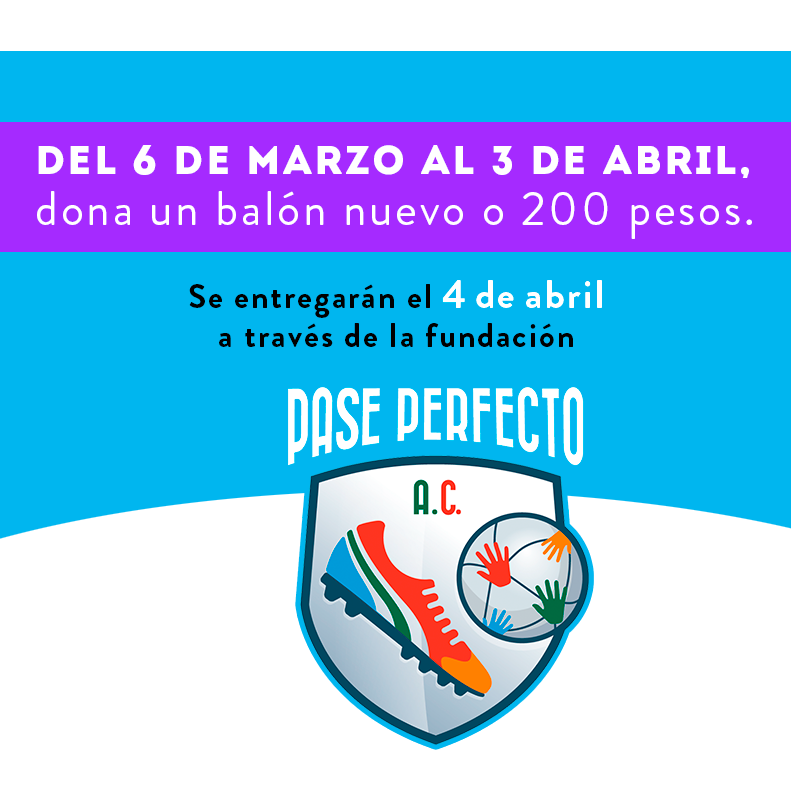 DEL 6 DE MARZO AL 3 DE ABRIL,
dona un balón nuevo o 200 pesos.
Se entregarán el 4 de abril
a través de la fundación
PASE PERFECTO
A.C.